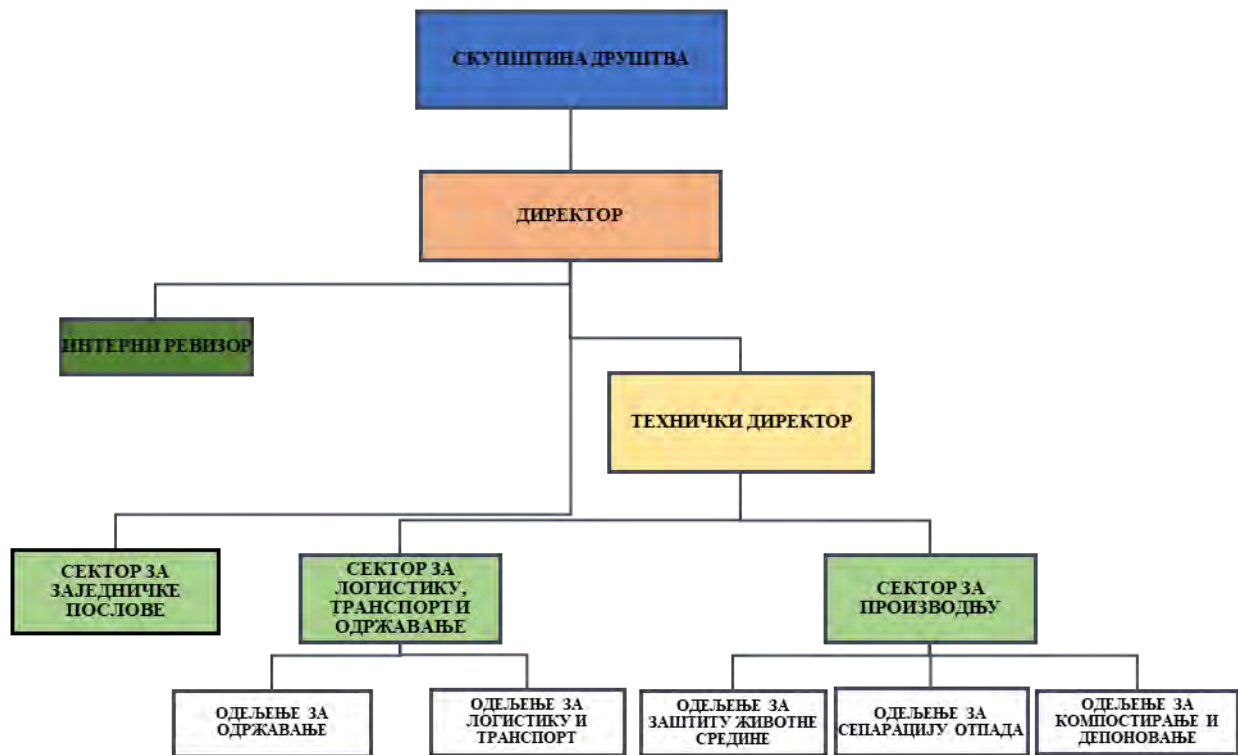 СКУПШТИНА ДРУШТВА
ДИРЕКТОР
ИНТЕРНИ РЕВИЗОР
ТЕХНИЧКИ ДИРЕКТОР
СЕКТОР ЗА
ЗАЈЕДНИЧКЕ
ПОСЛОВЕ
СЕКТОР ЗА
ЛОГИСТИКУ,
ТРАНСПОРТ И
ОДРЖАВАЊЕ
СЕКТОР ЗА
ПРОИЗВОДЊУ
ОДЕЉЕЊЕ ЗА
ОДРЖАВАЊЕ
ОДЕЉЕЊЕ ЗА
ЛОГИСТИКУ И
ТРАНСПОРТ
ОДЕЉЕЊЕ ЗА
ЗАШТИТУ ЖИВОТНЕ
СРЕДИНЕ
ОДЕЉЕЊЕ ЗА
СЕПАРАЦИЈУ ОТПАДА
ОДЕЉЕЊЕ ЗА
КОМПОСТИРАЊЕ И
ДЕПОНОВАЊЕ